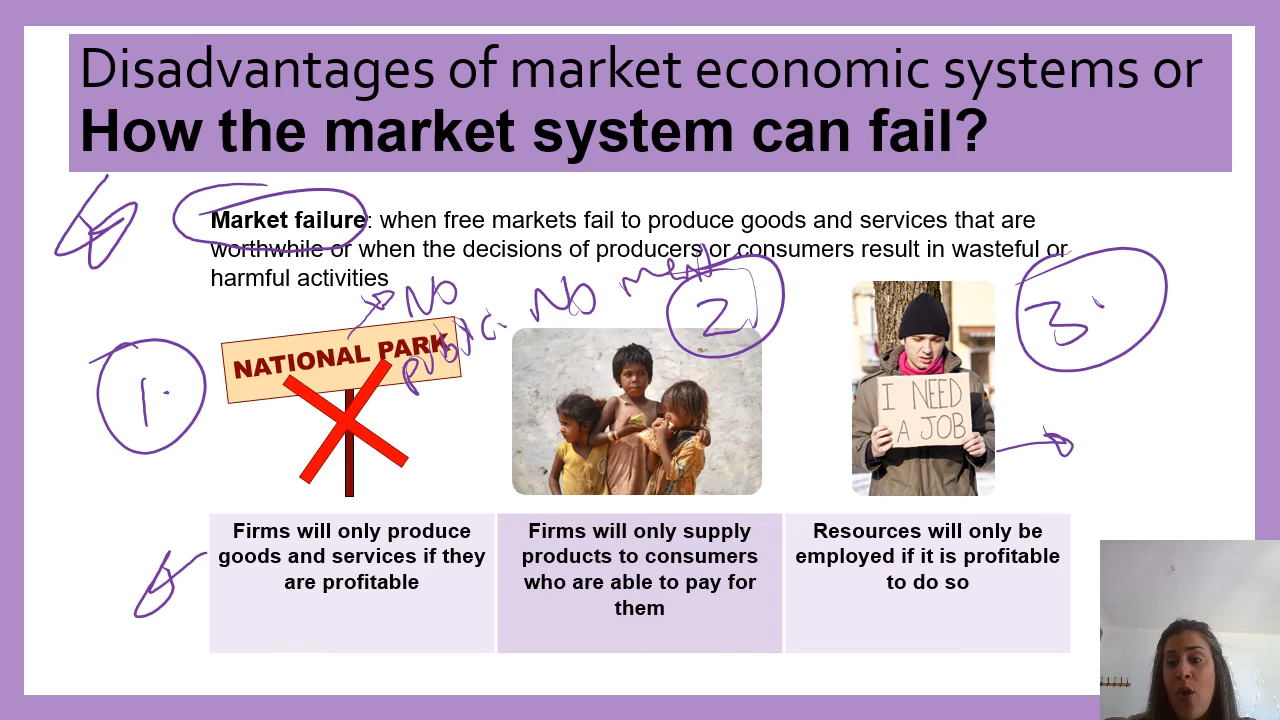 Disadvantages of market economic systems or
How the market system can fail?
Market failure: when free markets fail to produce goods and services that are
worthwhile or when the decisions of producers or consumers result in wasteful or
harmful activities
No
public
No merit
1.
NATIONAL PARK
2
3.
I NEED
A JOB
Firms will only produce
goods and services if they
are profitable
Firms will only supply
products to consumers
who are able to pay for
them
Resources will only be
employed if it is profitable
to do so